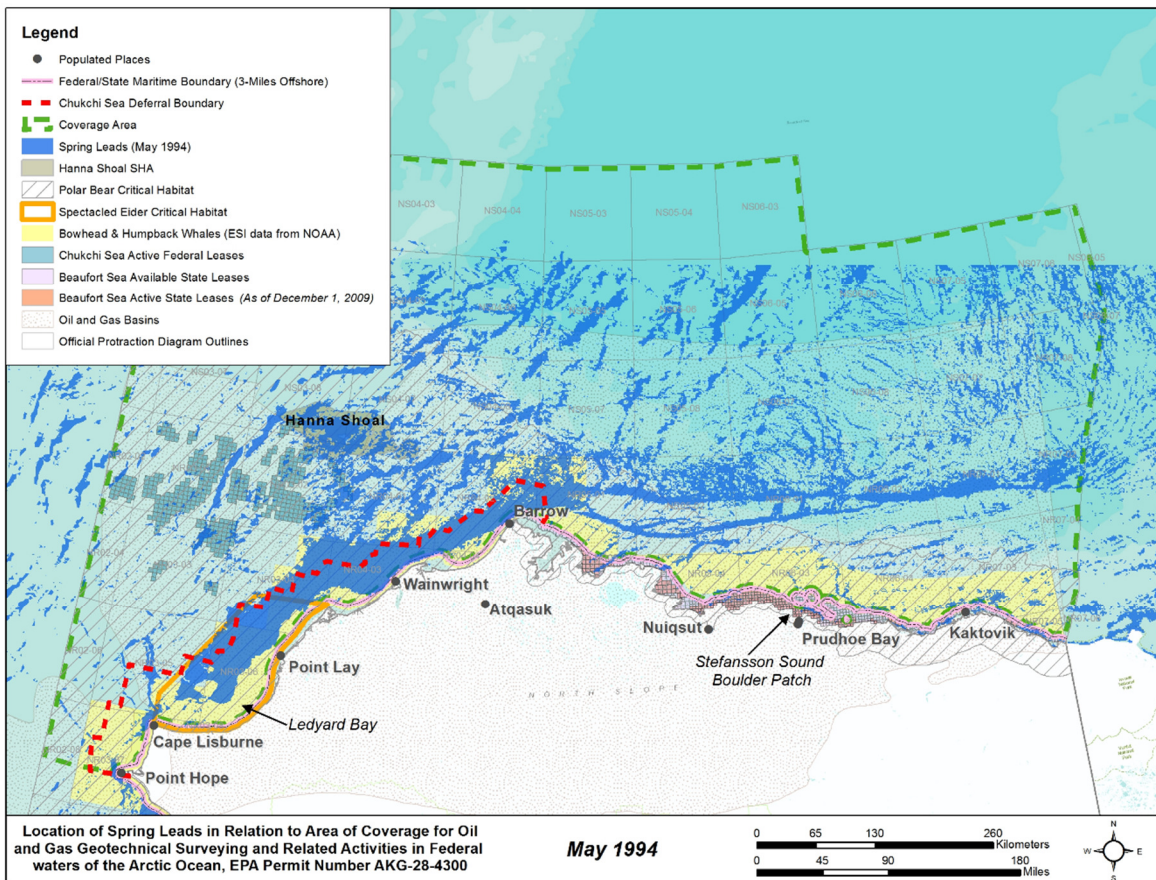 Legend
Populated Places
Federal/State Maritime Boundary (3-Miles Offshore)
Chukchi Sea Deferral Boundary
Coverage Area
Spring Leads (May 1994)
Hanna Shoal SHA
Polar Bear Critical Habitat
Spectacled Eider Critical Habitat
Bowhead & Humpback Whales (ESI data from NOAA)
Chukchi Sea Active Federal Leases
Beaufort Sea Available State Leases
Beaufort Sea Active State Leases (As of December 1, 2009)
Oil and Gas Basins
Official Protraction Diagram Outlines
NS04-03
NS04-04
NS05-03
NS05-04
NS06-03
Hanna Shoal
Barrow
Wainwright
Atqasuk
Nuiqsut
Prudhoe Bay
Kaktovik
Stefansson Sound
Boulder Patch
Point Lay
NORTH SLOPE
Ledyard Bay
Cape Lisburne
Point Hope
NR02-04
Location of Spring Leads in Relation to Area of Coverage for Oil
and Gas Geotechnical Surveying and Related Activities in Federal
waters of the Arctic Ocean, EPA Permit Number AKG-28-4300
May 1994
0 65 130 260
Kilometers
0 45 90 180
Miles
N
W E
S